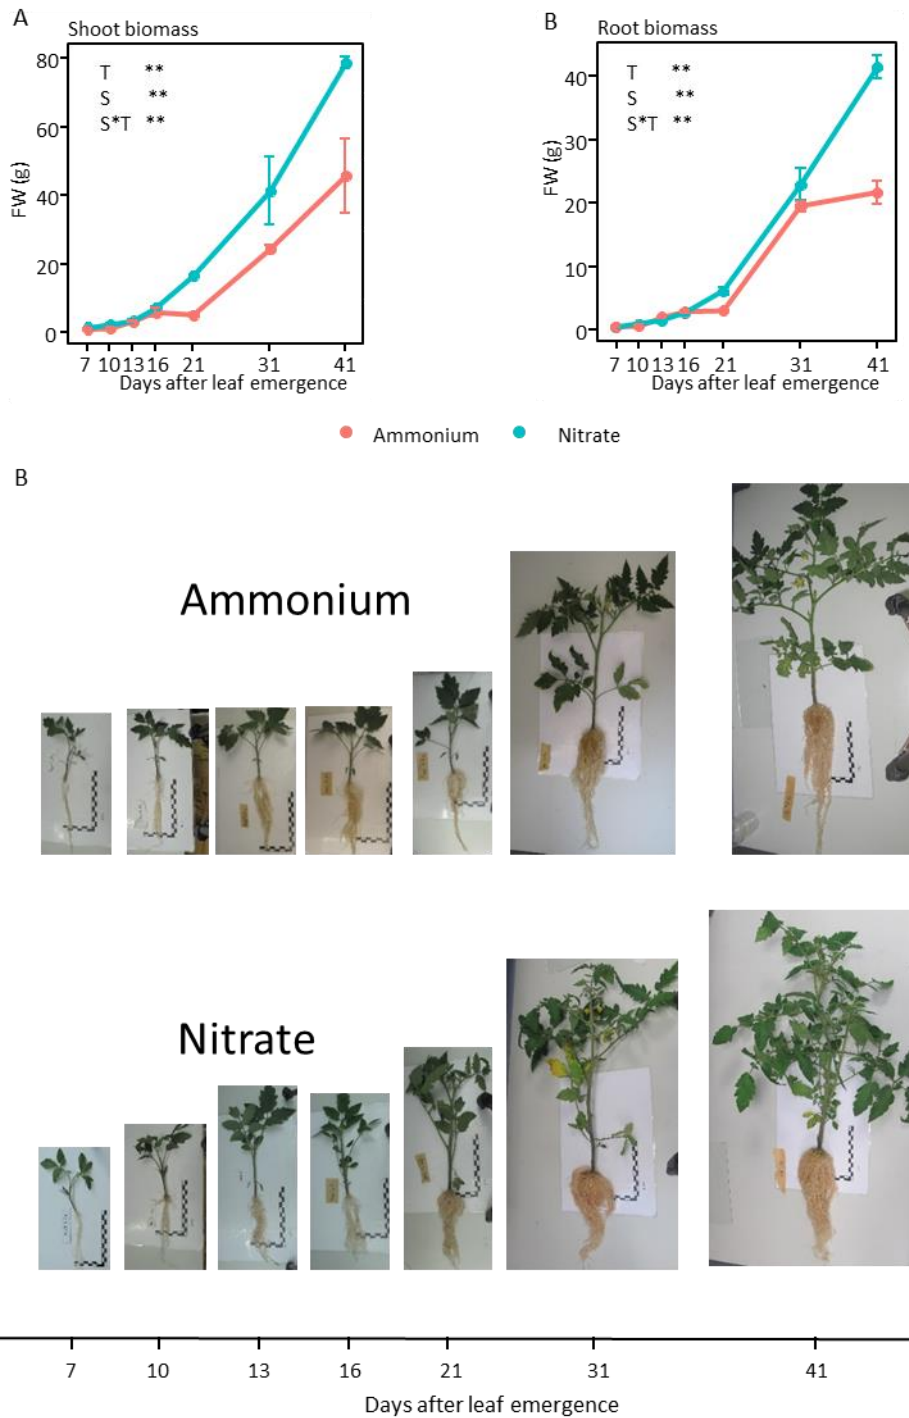 A
Shoot biomass
T **
S **
S*T **
80
60
40
20
0
FW (g)
7 10 13 16 21 31 41
Days after leaf emergence
B
Root biomass
T **
S **
S*T **
40
30
20
10
0
FW (g)
7 10 13 16 21 31 41
Days after leaf emergence
Ammonium Nitrate
B
Ammonium
Nitrate
7 10 13 16 21 31 41
Days after leaf emergence